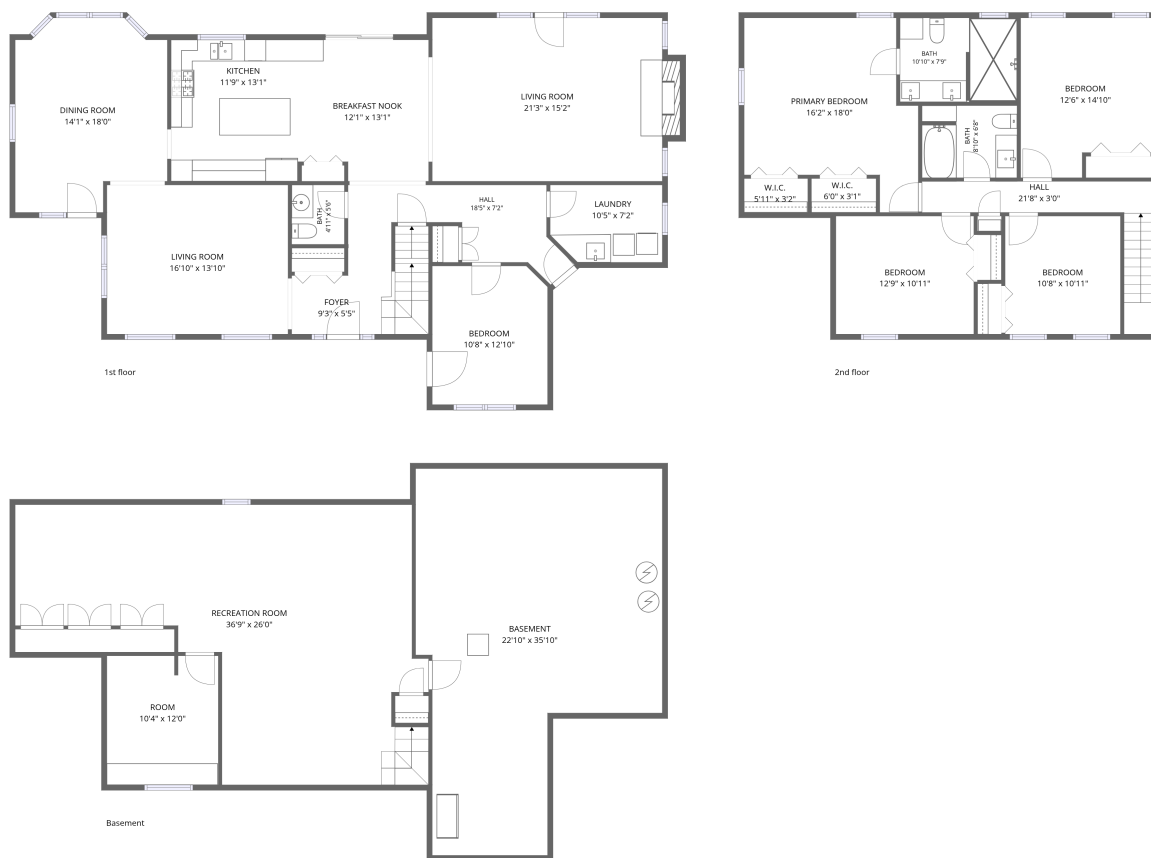 DINING ROOM
14'1" x 18'0"
KITCHEN
11'9" x 13'1"
BREAKFAST NOOK
12'1" x 13'1"
LIVING ROOM
21'3" x 15'2"
LIVING ROOM
16'10" x 13'10"
BATH
4'11" x 5'6"
FOYER
9'3" x 5'5"
HALL
18'5" x 7'2"
LAUNDRY
10'5" x 7'2"
BEDROOM
10'8" x 12'10"
1st floor
PRIMARY BEDROOM
16'2" x 18'0"
BATH
10'10" x 7'9"
BEDROOM
12'6" x 14'10"
BATH
8'10" x 6'8"
W.I.C.
5'11" x 3'2"
W.I.C.
6'0" x 3'1"
HALL
21'8" x 3'0"
BEDROOM
12'9" x 10'11"
BEDROOM
10'8" x 10'11"
2nd floor
RECREATION ROOM
36'9" x 26'0"
BASEMENT
22'10" x 35'10"
ROOM
10'4" x 12'0"
Basement